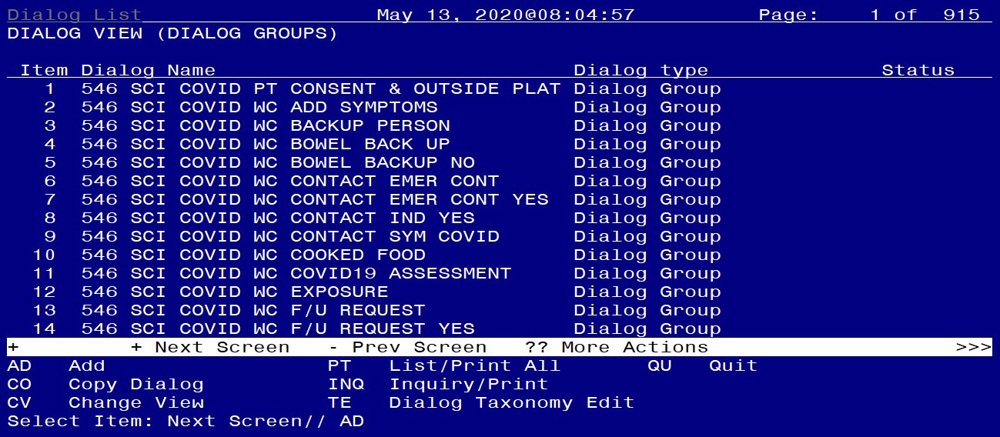 Dialog List May 13, 2020@08:04:57 Page: 1 of 915
DIALOG VIEW (DIALOG GROUPS)
Item Dialog Name Dialog type Status
1 546 SCI COVID PT CONSENT & OUTSIDE PLAT Dialog Group
2 546 SCI COVID WC ADD SYMPTOMS Dialog Group
3 546 SCI COVID WC BACKUP PERSON Dialog Group
4 546 SCI COVID WC BOWEL BACK UP Dialog Group
5 546 SCI COVID WC BOWEL BACKUP NO Dialog Group
6 546 SCI COVID WC CONTACT EMER CONT Dialog Group
7 546 SCI COVID WC CONTACT EMER CONT YES Dialog Group
8 546 SCI COVID WC CONTACT IND YES Dialog Group
9 546 SCI COVID WC CONTACT SYM COVID Dialog Group
10 546 SCI COVID WC COOKED FOOD Dialog Group
11 546 SCI COVID WC COVID19 ASSESSMENT Dialog Group
12 546 SCI COVID WC EXPOSURE Dialog Group
13 546 SCI COVID WC F/U REQUEST Dialog Group
14 546 SCI COVID WC F/U REQUEST YES Dialog Group
+ + Next Screen - Prev Screen ?? More Actions >>>
AD Add PT List/Print All QU Quit
CO Copy Dialog INQ Inquiry/Print
CV Change View TE Dialog Taxonomy Edit
Select Item: Next Screen// AD